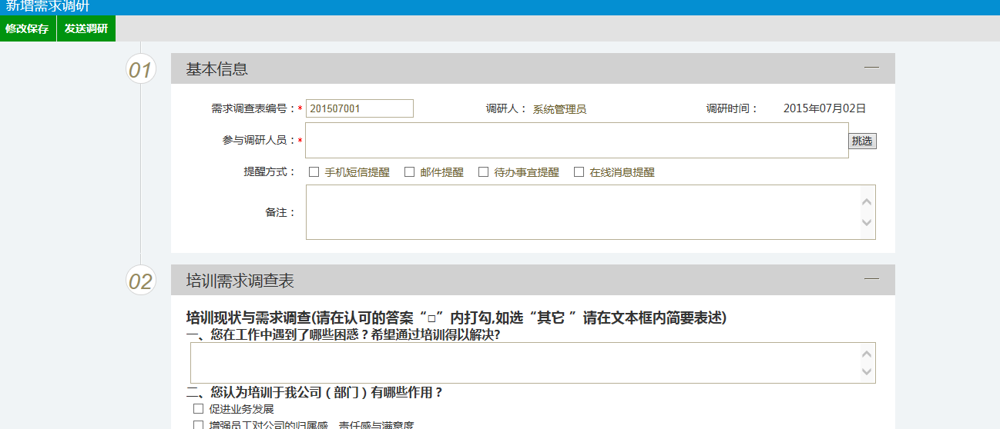 新增需求调研
修改保存 发送调研
01 基本信息
需求调查表编号：* 201507001 调研人： 系统管理员 调研时间： 2015年07月02日
参与调研人员：* 挑选
提醒方式： 手机短信提醒 邮件提醒 待办事宜提醒 在线消息提醒
备注：
02 培训需求调查表
培训现状与需求调查(请在认可的答案“□”内打勾,如选“其它 ”请在文本框内简要表述)
一、您在工作中遇到了哪些困惑？希望通过培训得以解决?
二、您认为培训于我公司（部门）有哪些作用？
促进业务发展
增强员工对公司的归属感、责任感与满意度